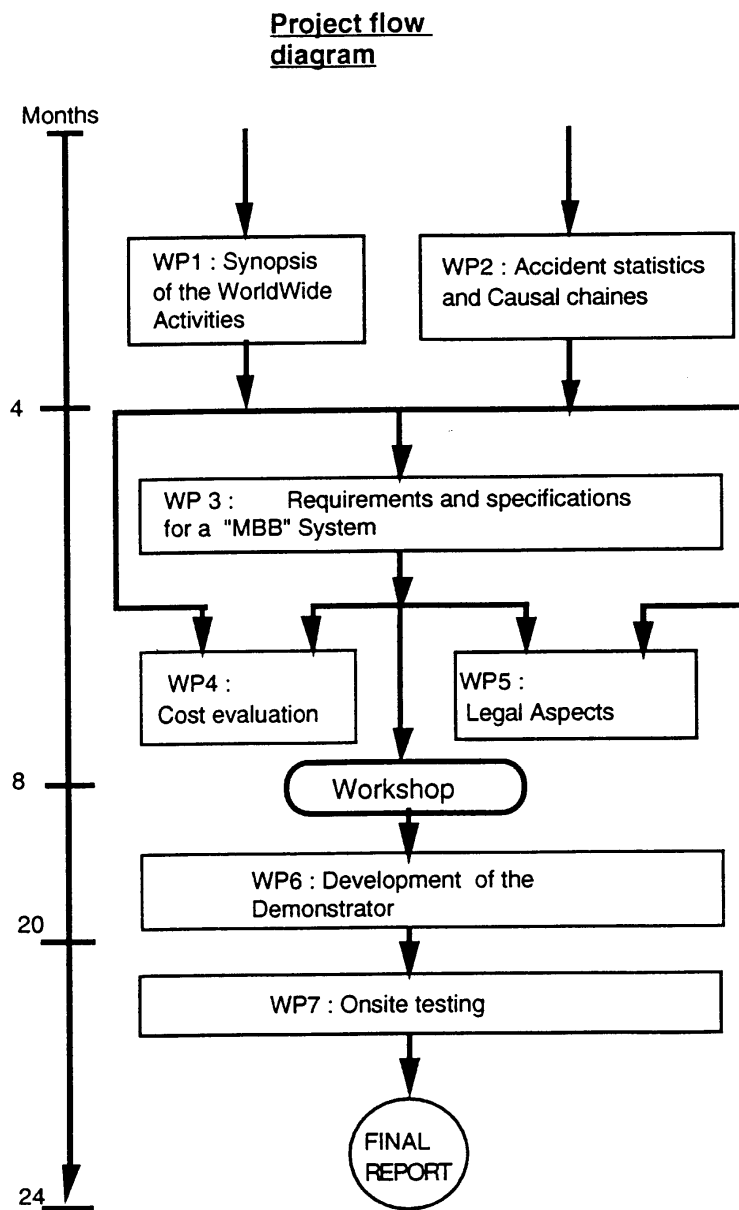 Project flow
diagram
Months
WP1 : Synopsis
of the WorldWide
Activities
WP2 : Accident statistics
and Causal chaines
4
WP 3 : Requirements and specifications
for a "MBB" System
WP4 :
Cost evaluation
WP5 :
Legal Aspects
8
Workshop
WP6 : Development of the
Demonstrator
20
WP7 : Onsite testing
FINAL
REPORT
24